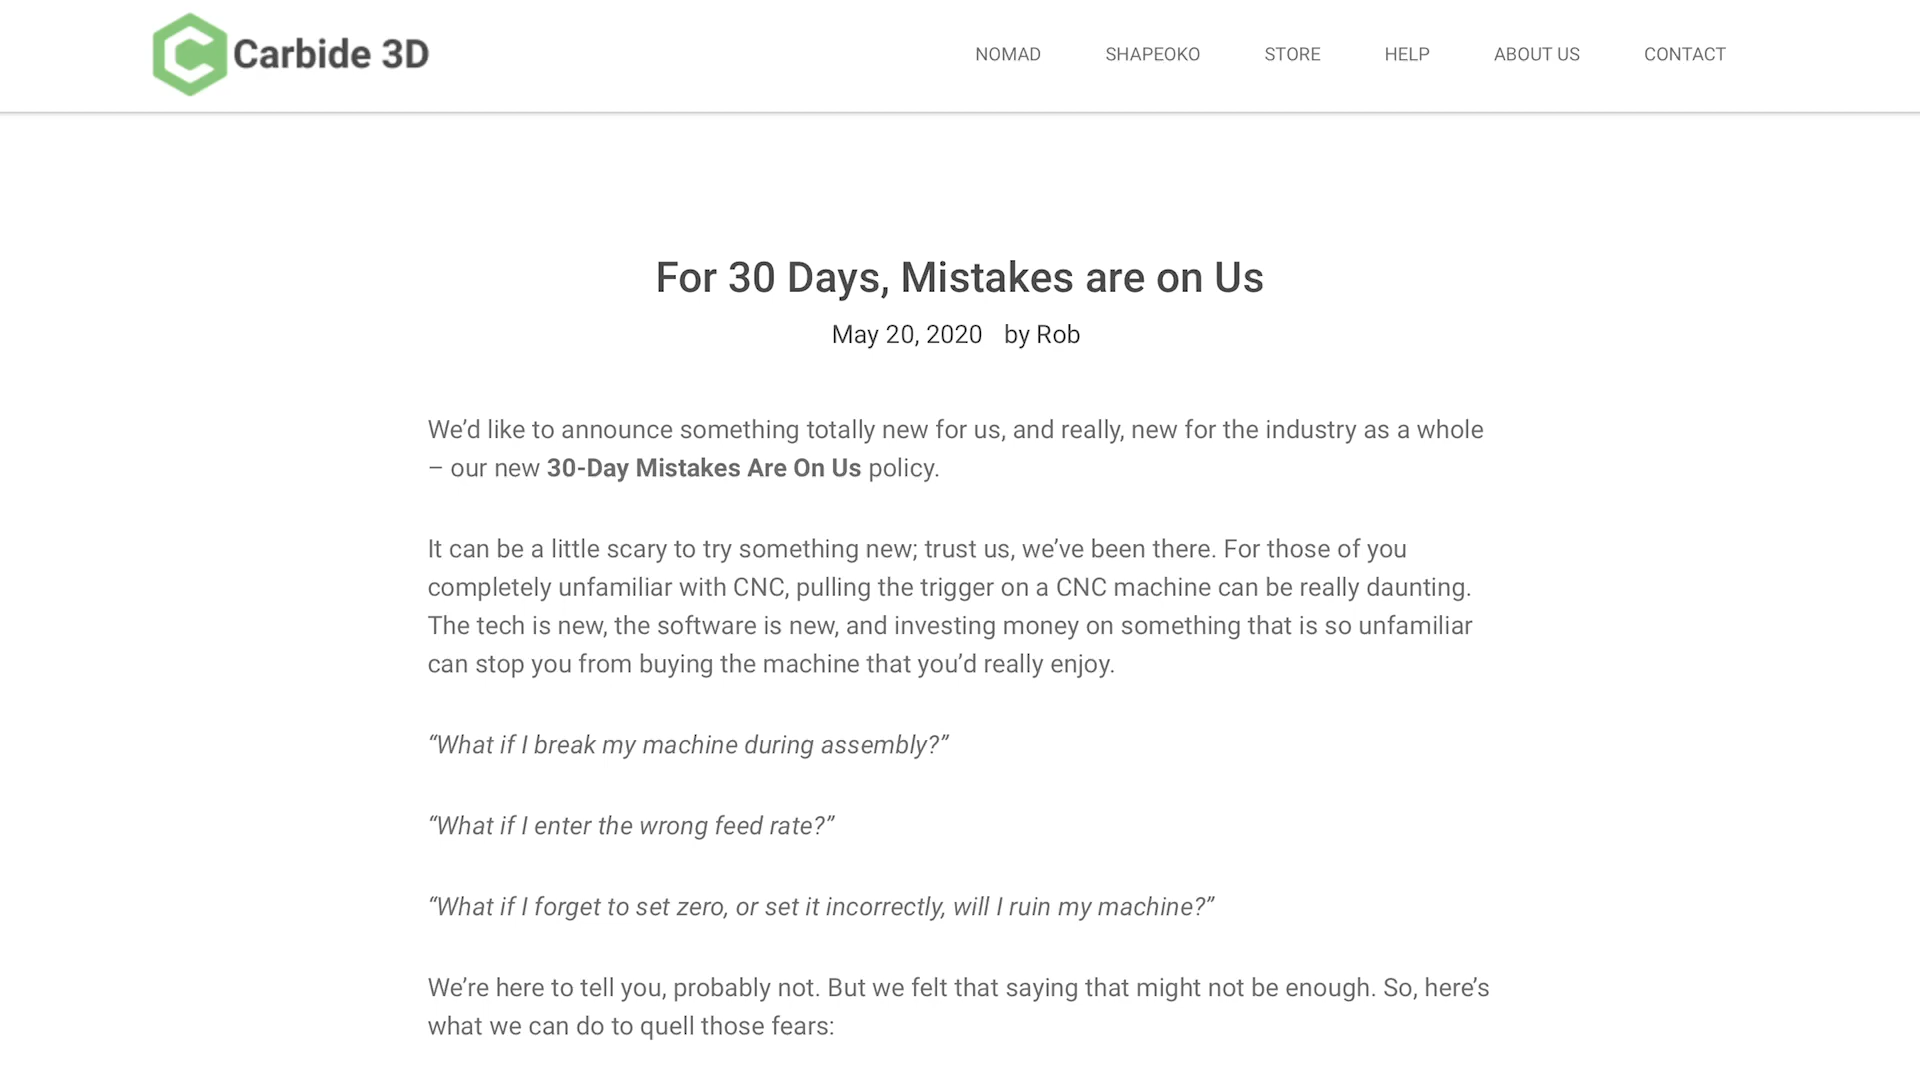 Carbide 3D
NOMAD SHAPEOKO STORE HELP ABOUT US CONTACT
For 30 Days, Mistakes are on Us
May 20, 2020 by Rob
We’d like to announce something totally new for us, and really, new for the industry as a whole
– our new 30-Day Mistakes Are On Us policy.
It can be a little scary to try something new; trust us, we’ve been there. For those of you
completely unfamiliar with CNC, pulling the trigger on a CNC machine can be really daunting.
The tech is new, the software is new, and investing money on something that is so unfamiliar
can stop you from buying the machine that you’d really enjoy.
“What if I break my machine during assembly?”
“What if I enter the wrong feed rate?”
“What if I forget to set zero, or set it incorrectly, will I ruin my machine?”
We’re here to tell you, probably not. But we felt that saying that might not be enough. So, here’s
what we can do to quell those fears: